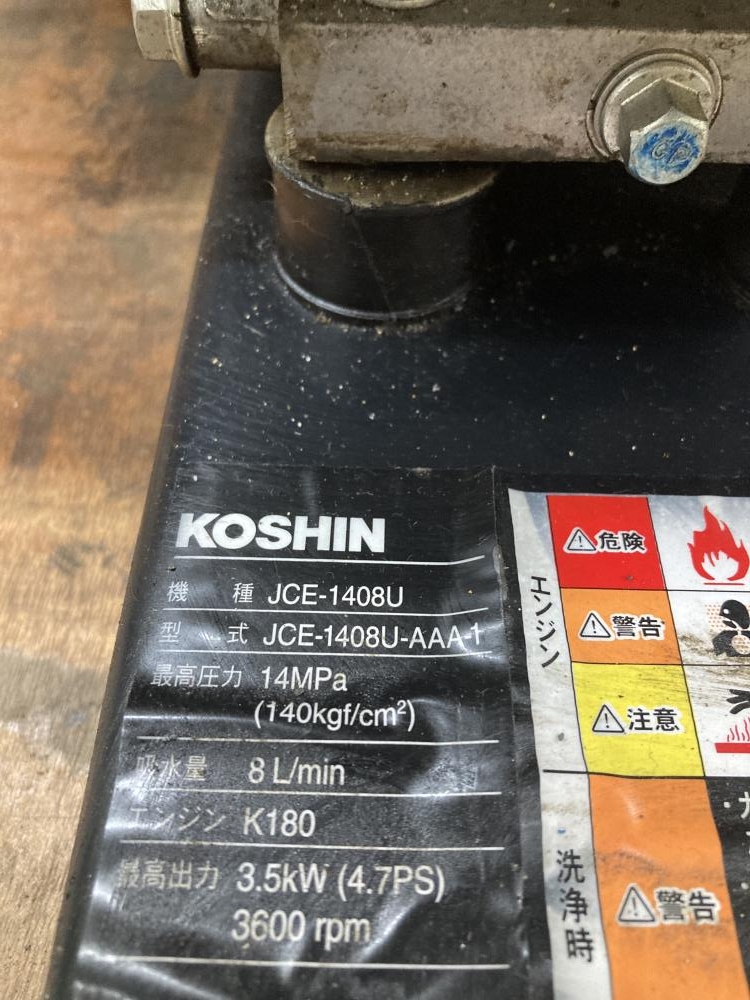 KOSHIN
機 種 JCE-1408U
型 式 JCE-1408U-AAA-1
最高圧力 14MPa
(140kgf/cm²)
吸水量 8 L/min
エンジン K180
最高出力 3.5kW (4.7PS)
3600 rpm
エンジン
⚠危険
⚠警告
⚠注意
洗浄時
⚠警告